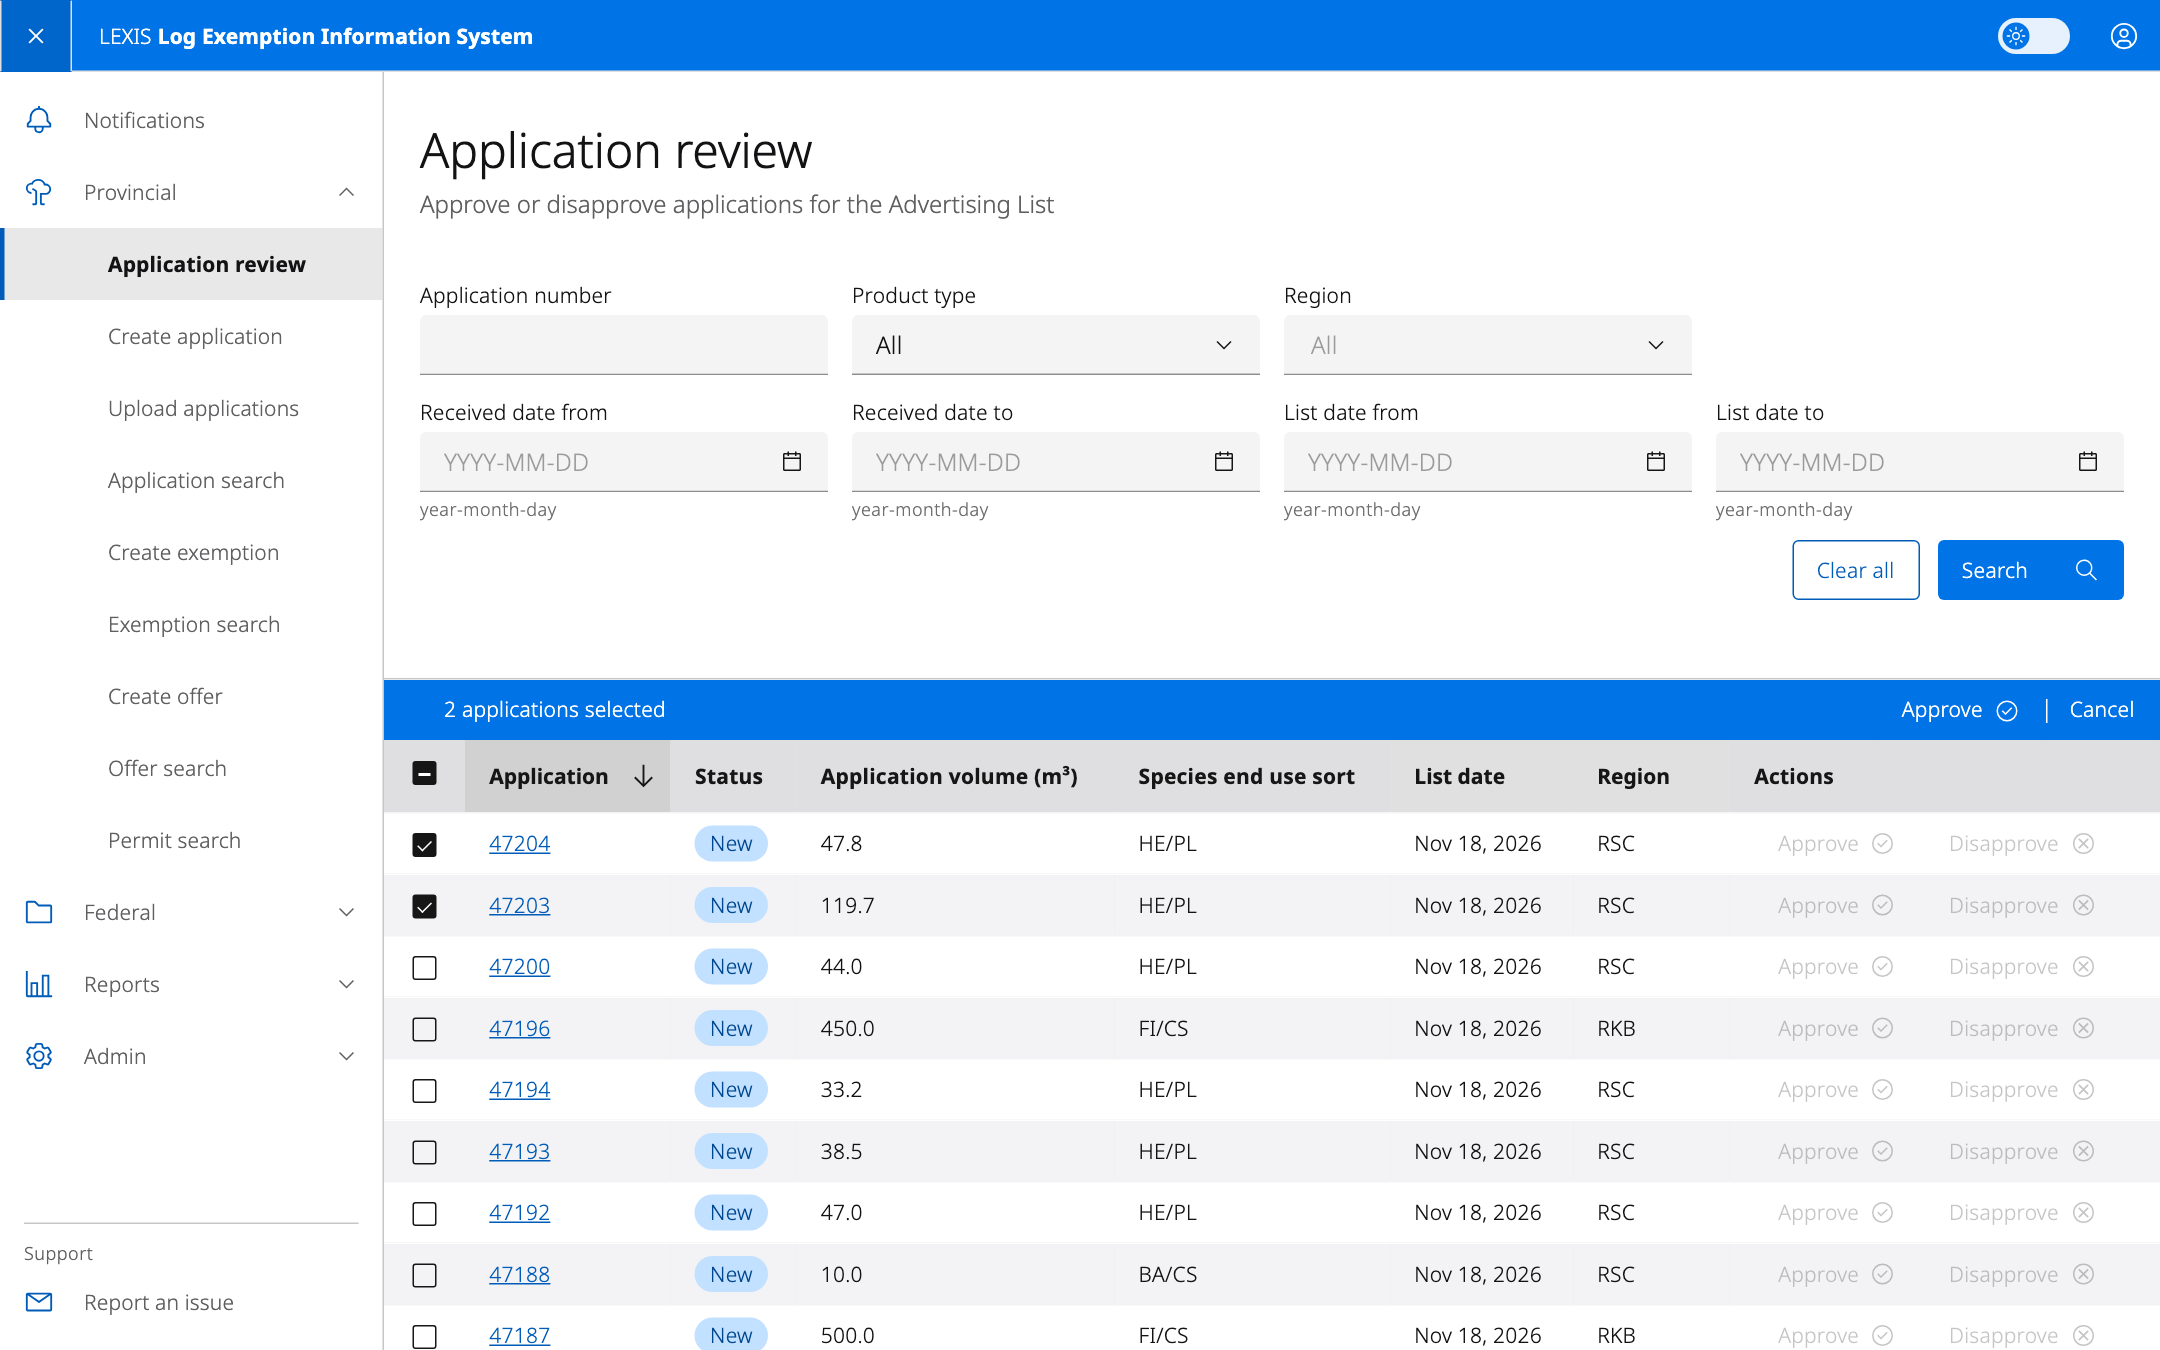 LEXIS Log Exemption Information System
Notifications
Provincial
Application review
Create application
Upload applications
Application search
Create exemption
Exemption search
Create offer
Offer search
Permit search
Federal
Reports
Admin
Support
Report an issue
Application review
Approve or disapprove applications for the Advertising List
Application number Product type Region
All All
Received date from Received date to List date from List date to
YYYY-MM-DD YYYY-MM-DD YYYY-MM-DD YYYY-MM-DD
year-month-day year-month-day year-month-day year-month-day
Clear all Search
2 applications selected Approve | Cancel
Application Status Application volume (m³) Species end use sort List date Region Actions
47204 New 47.8 HE/PL Nov 18, 2026 RSC Approve Disapprove
47203 New 119.7 HE/PL Nov 18, 2026 RSC Approve Disapprove
47200 New 44.0 HE/PL Nov 18, 2026 RSC Approve Disapprove
47196 New 450.0 FI/CS Nov 18, 2026 RKB Approve Disapprove
47194 New 33.2 HE/PL Nov 18, 2026 RSC Approve Disapprove
47193 New 38.5 HE/PL Nov 18, 2026 RSC Approve Disapprove
47192 New 47.0 HE/PL Nov 18, 2026 RSC Approve Disapprove
47188 New 10.0 BA/CS Nov 18, 2026 RSC Approve Disapprove
47187 New 500.0 FI/CS Nov 18, 2026 RKB Approve Disapprove